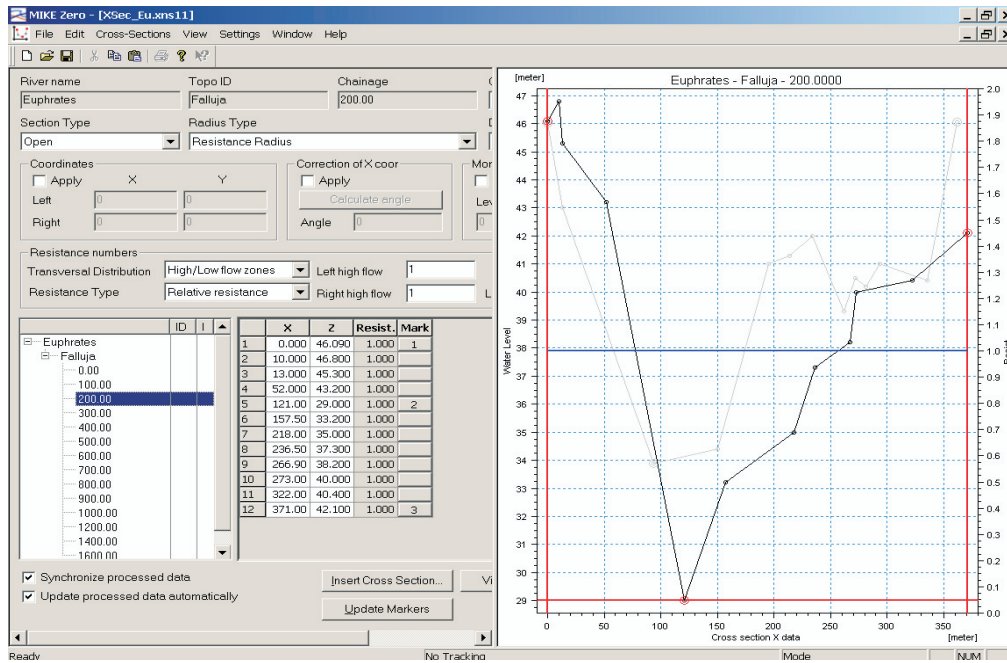 MIKE Zero - [XSec_Eu.xns11]
File Edit Cross-Sections View Settings Window Help
River name Topo ID Chainage
Euphrates Falluja 200.00
Section Type Radius Type
Open Resistance Radius
Coordinates Correction of X coor Mor
Apply X Y Apply
Left 0 0 Calculate angle Lev
Right 0 0 Angle 0 0
Resistance numbers
Transversal Distribution High/Low flow zones Left high flow 1
Resistance Type Relative resistance Right high flow 1 L
ID I
Euphrates
Falluja
0.00
100.00
200.00
300.00
400.00
500.00
600.00
700.00
800.00
900.00
1000.00
1200.00
1400.00
1600.00
X Z Resist. Mark
1 0.000 46.090 1.000 1
2 10.000 46.800 1.000
3 13.000 45.300 1.000
4 52.000 43.200 1.000
5 121.00 29.000 1.000 2
6 157.50 33.200 1.000
7 218.00 35.000 1.000
8 236.50 37.300 1.000
9 266.90 38.200 1.000
10 273.00 40.000 1.000
11 322.00 40.400 1.000
12 371.00 42.100 1.000 3
Synchronize processed data
Update processed data automatically
Insert Cross Section... Vi
Update Markers
[meter] Euphrates - Falluja - 200.0000
47
46
45
44
43
42
41
40
39
38
37
36
35
34
33
32
31
30
29
Water Level
2.0
1.9
1.8
1.7
1.6
1.5
1.4
1.3
1.2
1.1
1.0
0.9
0.8
0.7
0.6
0.5
0.4
0.3
0.2
0.1
0.0
0 50 100 150 200 250 300 350
Cross section X data [meter]
Ready No Tracking Mode NUM